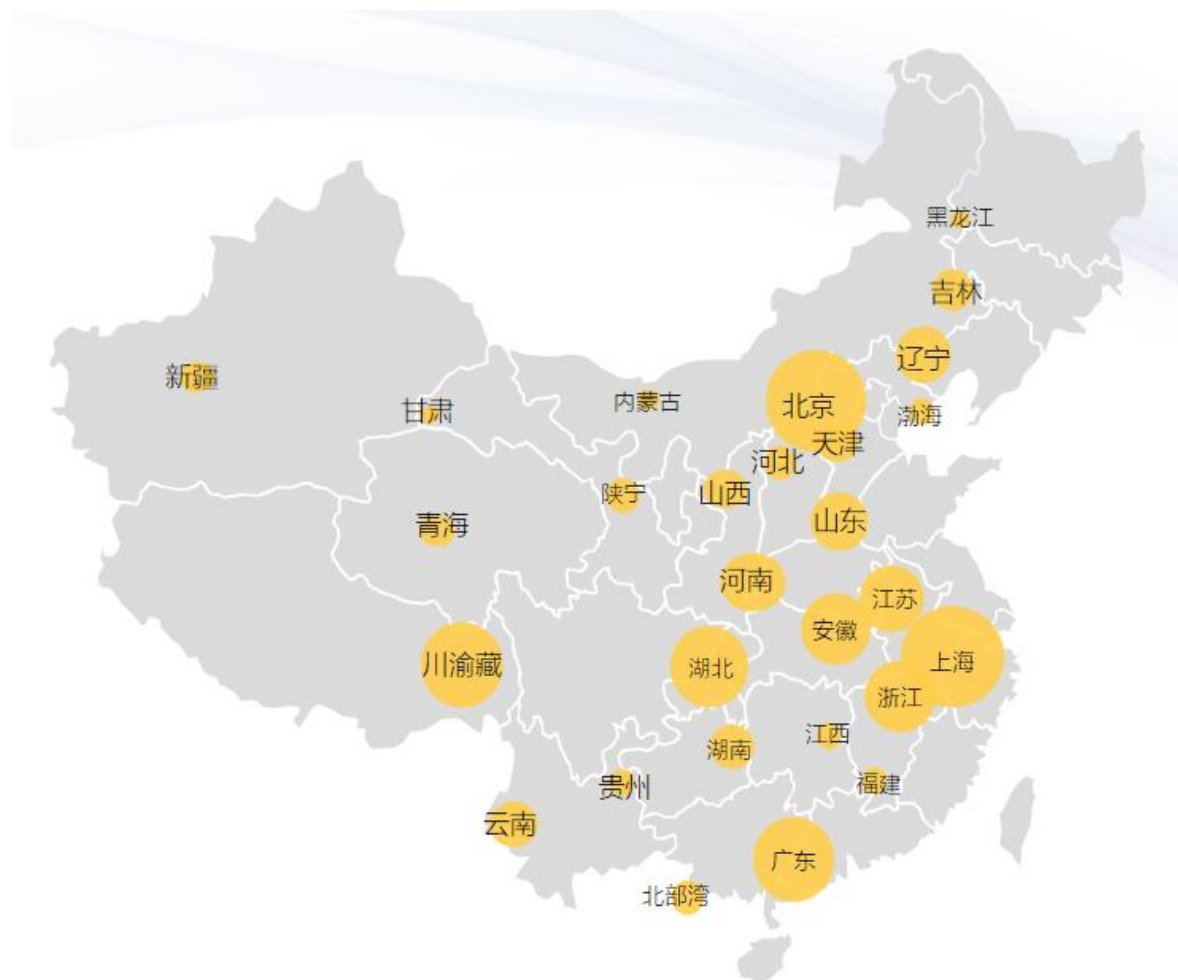 黑龙江
吉林
辽宁
新疆
内蒙古
北京
渤海
甘肃
天津
河北
陕宁
山西
青海
山东
河南
江苏
安徽
川渝藏
湖北
上海
浙江
江西
湖南
贵州
福建
云南
广东
北部湾